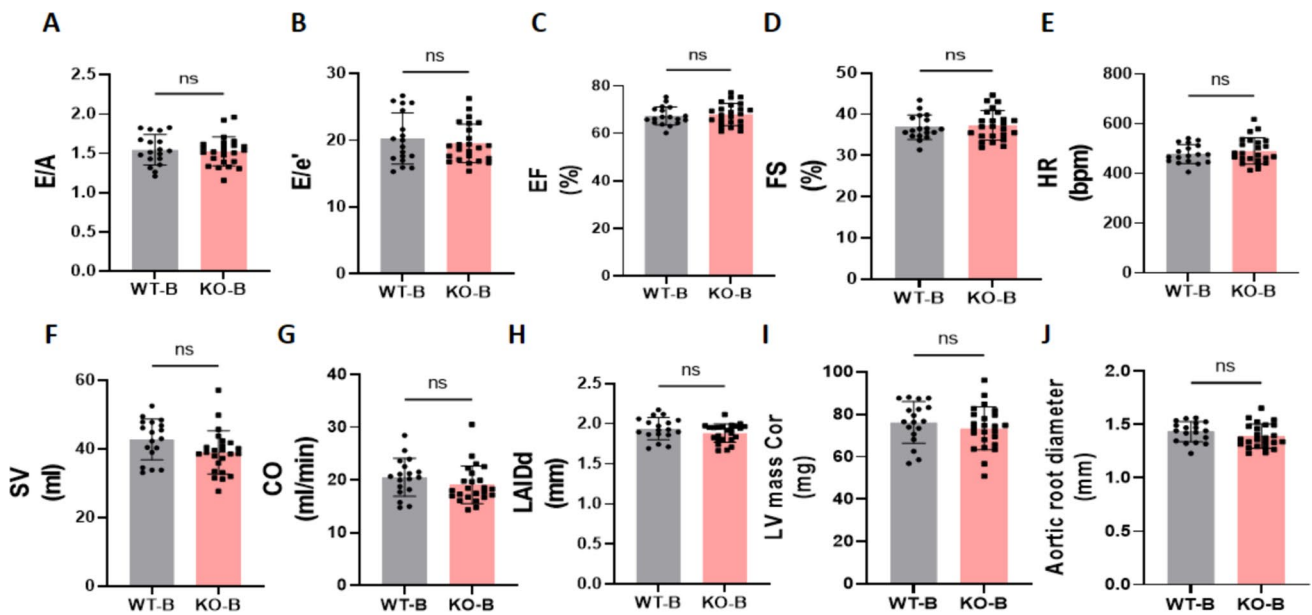 A
ns
E/A
2.5
2.0
1.5
1.0
0.5
0.0
WT-B KO-B
B
ns
E/e'
30
20
10
0
WT-B KO-B
C
ns
EF
(%)
80
60
40
20
0
WT-B KO-B
D
ns
FS
(%)
50
40
30
20
10
0
WT-B KO-B
E
ns
HR
(bpm)
800
600
400
200
0
WT-B KO-B
F
ns
SV
(ml)
60
40
20
0
WT-B KO-B
G
ns
CO
(ml/min)
40
30
20
10
0
WT-B KO-B
H
ns
LAIDd
(mm)
2.5
2.0
1.5
1.0
0.5
0.0
WT-B KO-B
I
ns
LV mass Cor
(mg)
100
80
60
40
20
0
WT-B KO-B
J
ns
Aortic root diameter
(mm)
2.0
1.5
1.0
0.5
0.0
WT-B KO-B